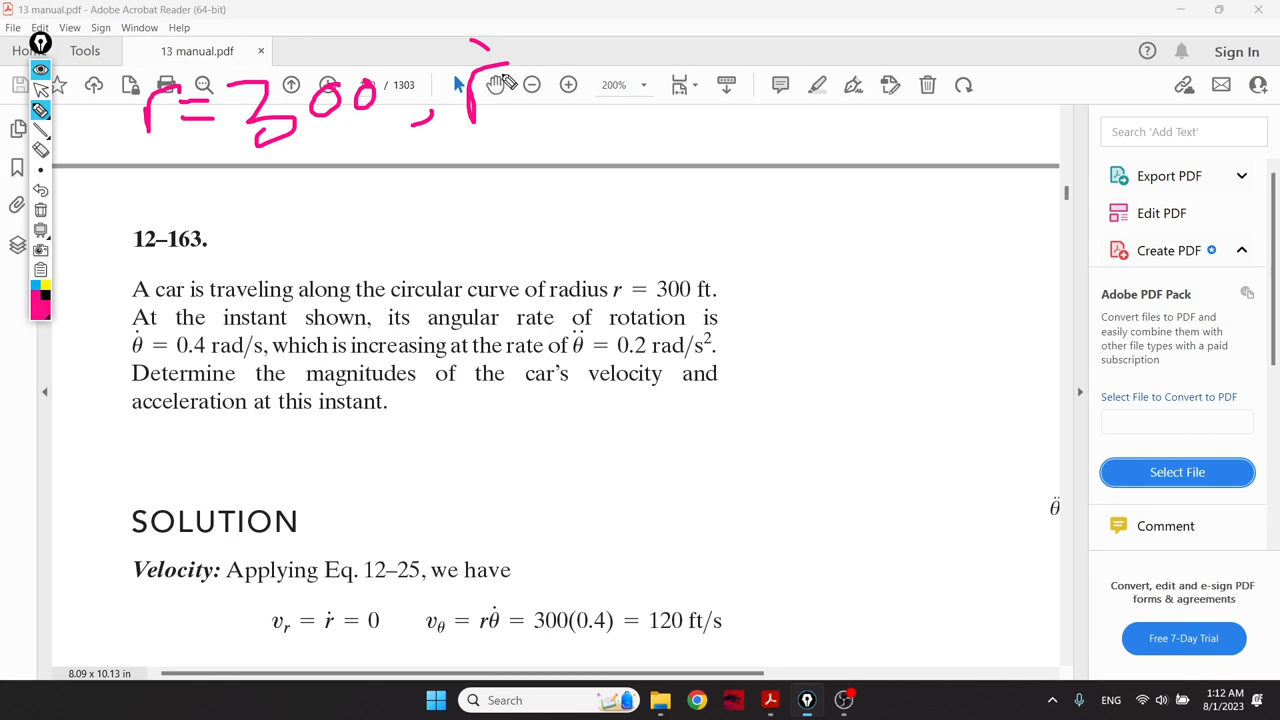 13 manual.pdf - Adobe Acrobat Reader (64-bit)
File Edit View Sign Window Help
Tools 13 manual.pdf × Sign In
/ 1303 200%
r = 300 , ṙ
12–163.
A car is traveling along the circular curve of radius r = 300 ft.
At the instant shown, its angular rate of rotation is
θ̇ = 0.4 rad/s, which is increasing at the rate of θ̈ = 0.2 rad/s².
Determine the magnitudes of the car's velocity and
acceleration at this instant.
SOLUTION
θ̈
Velocity: Applying Eq. 12–25, we have
vᵣ = ṙ = 0 v_θ = rθ̇ = 300(0.4) = 120 ft/s
8.09 x 10.13 in
Search 'Add Text'
Export PDF
Edit PDF
Create PDF
Adobe PDF Pack
Convert files to PDF and
easily combine them with
other file types with a paid
subscription
Select File to Convert to PDF
Select File
Comment
Convert, edit and e-sign PDF
forms & agreements
Free 7-Day Trial
Search
ENG
1:12 AM
8/1/2023